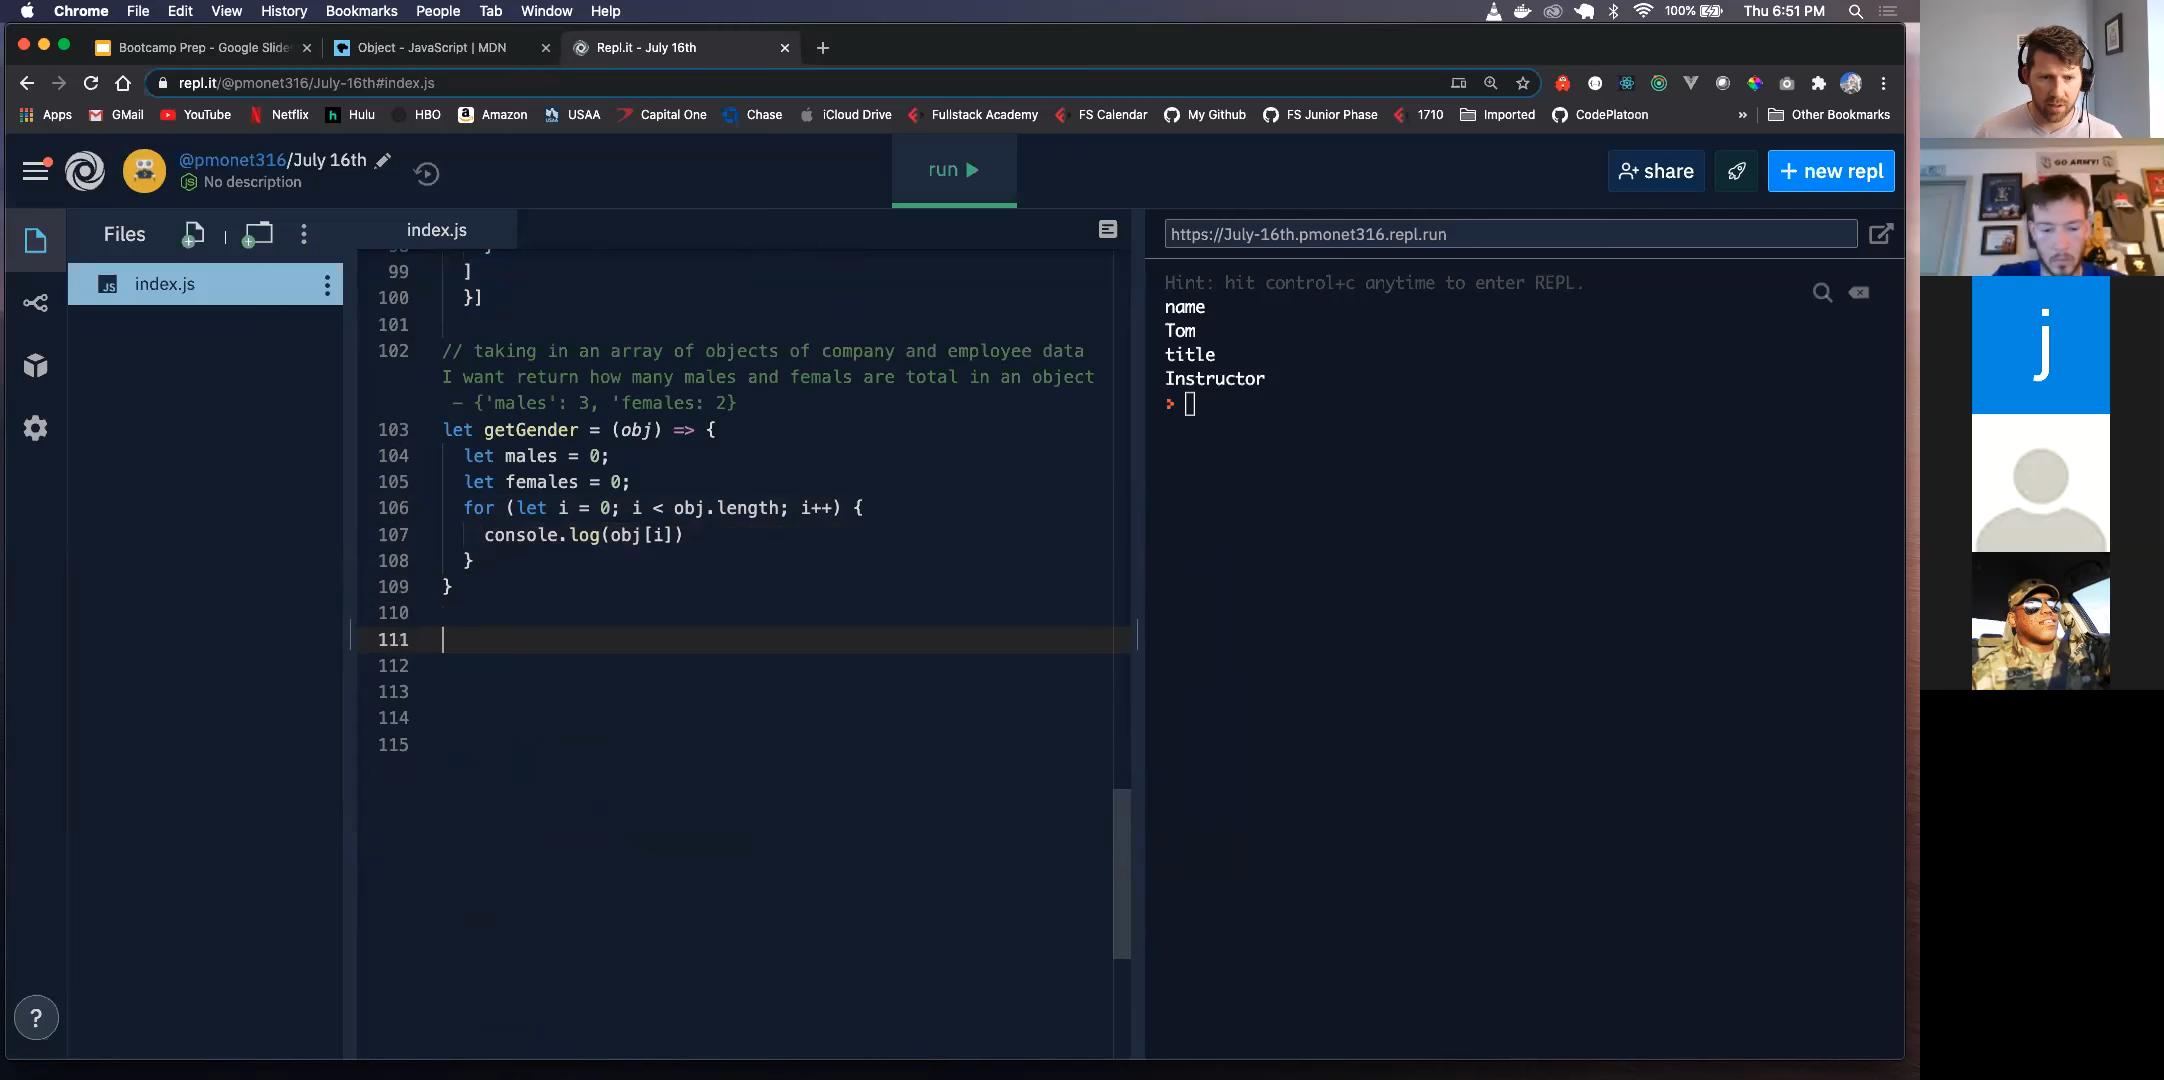 Chrome File Edit View History Bookmarks People Tab Window Help 100% Thu 6:51 PM
Bootcamp Prep - Google Slide Object - JavaScript | MDN Repl.it - July 16th
repl.it/@pmonet316/July-16th#index.js
Apps GMail YouTube Netflix Hulu HBO Amazon USAA Capital One Chase iCloud Drive Fullstack Academy FS Calendar My Github FS Junior Phase 1710 Imported CodePlatoon » Other Bookmarks
@pmonet316/July 16th
No description
run
share
+ new repl
Files
index.js
index.js
https://July-16th.pmonet316.repl.run
99 ]
100 }]
101
102 // taking in an array of objects of company and employee data
I want return how many males and femals are total in an object
- {'males': 3, 'females: 2}
103 let getGender = (obj) => {
104 let males = 0;
105 let females = 0;
106 for (let i = 0; i < obj.length; i++) {
107 console.log(obj[i])
108 }
109 }
110
111
112
113
114
115
Hint: hit control+c anytime to enter REPL.
name
Tom
title
Instructor
?
GO ARMY!
j